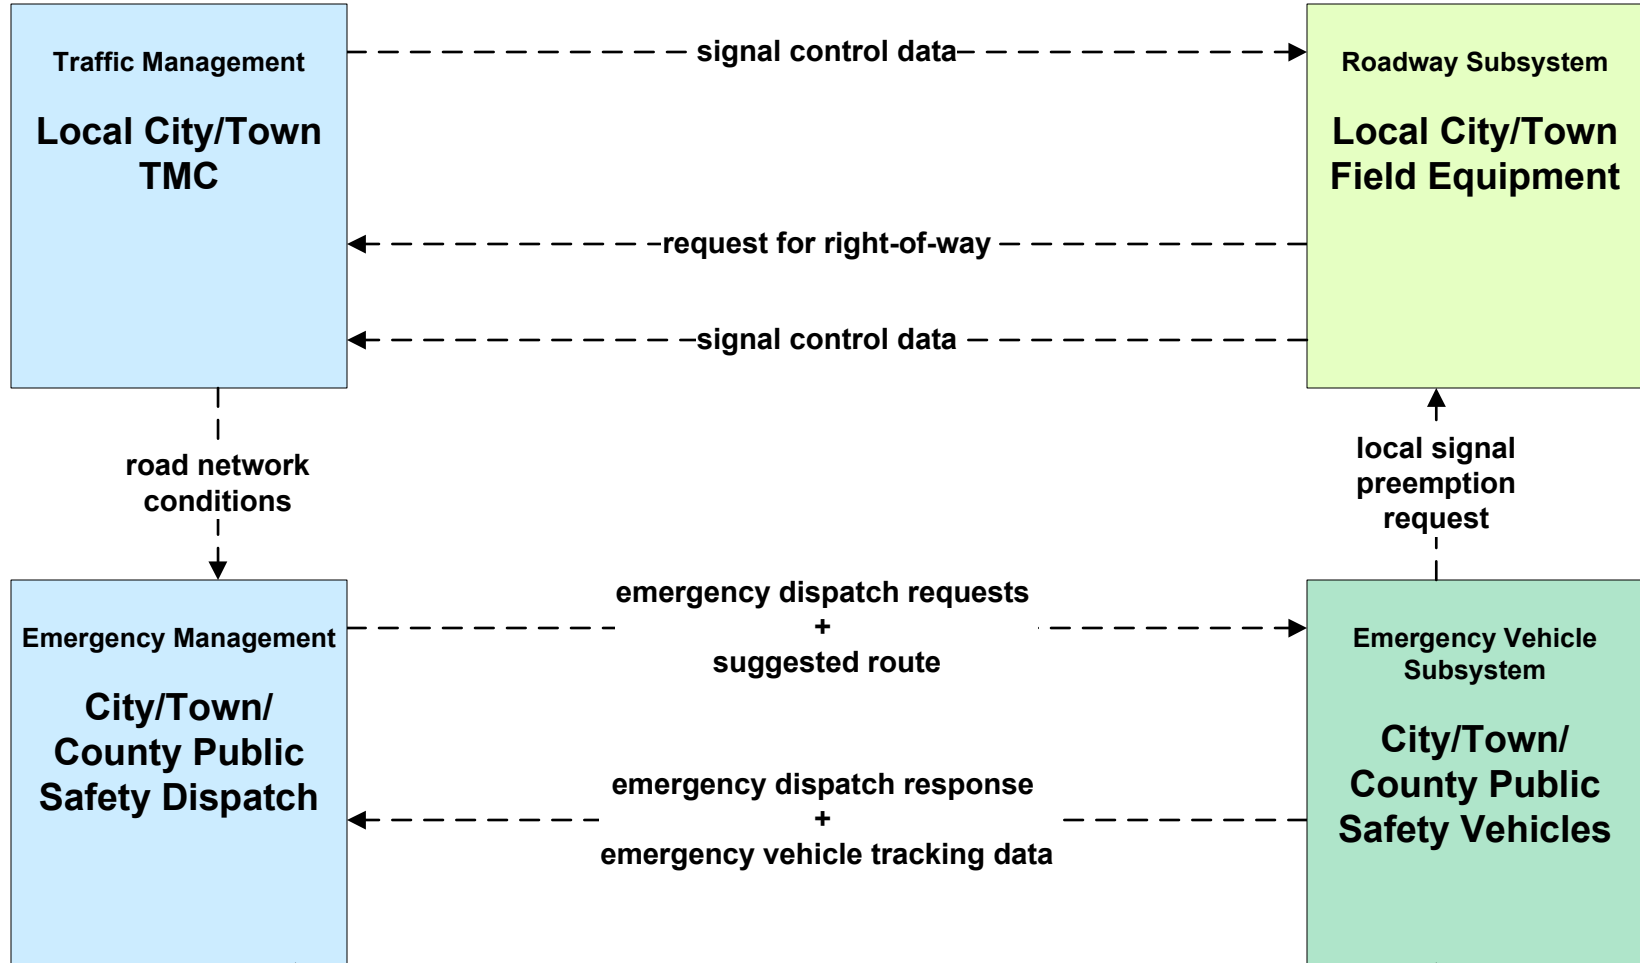 Traffic Management
Local City/Town
TMC
signal control data
Roadway Subsystem
Local City/Town
Field Equipment
request for right-of-way
signal control data
road network
conditions
local signal
preemption
request
Emergency Management
City/Town/
County Public
Safety Dispatch
emergency dispatch requests
+
suggested route
Emergency Vehicle
Subsystem
City/Town/
County Public
Safety Vehicles
emergency dispatch response
+
emergency vehicle tracking data